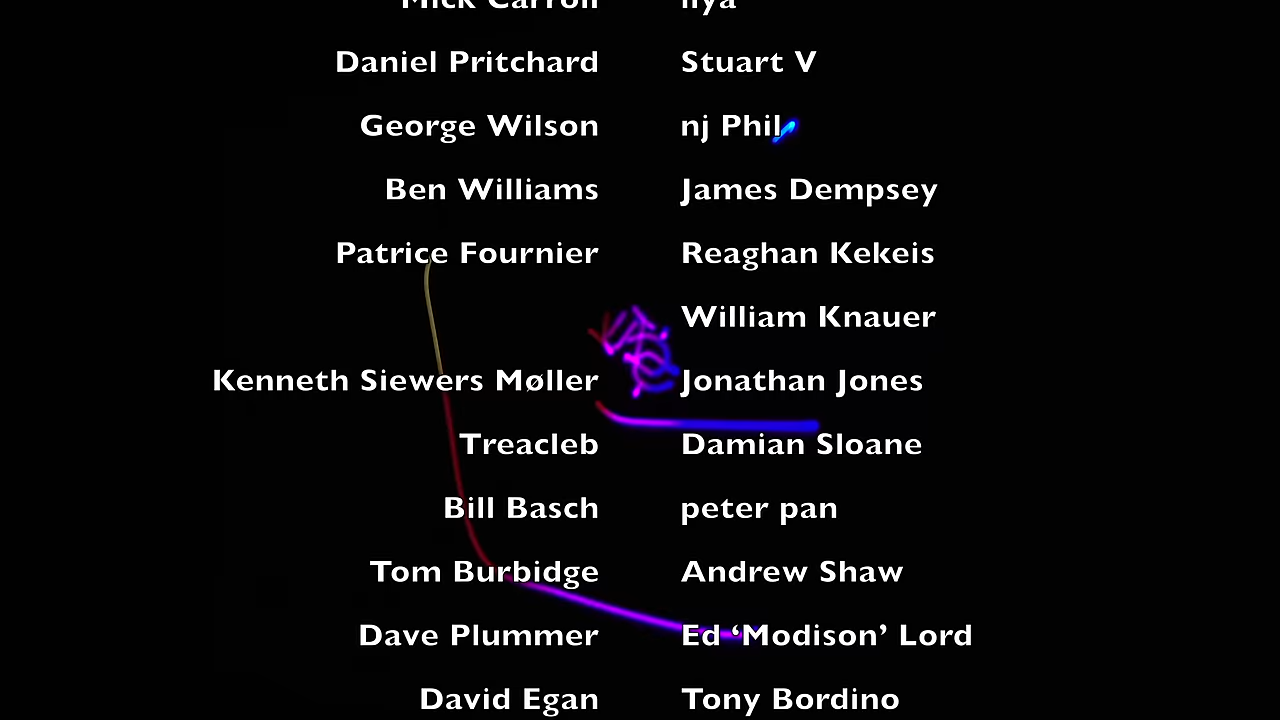 Daniel Pritchard Stuart V
George Wilson nj Phil
Ben Williams James Dempsey
Patrice Fournier Reaghan Kekeis
William Knauer
Kenneth Siewers Møller Jonathan Jones
Treacleb Damian Sloane
Bill Basch peter pan
Tom Burbidge Andrew Shaw
Dave Plummer Ed ‘Modison’ Lord
David Egan Tony Bordino